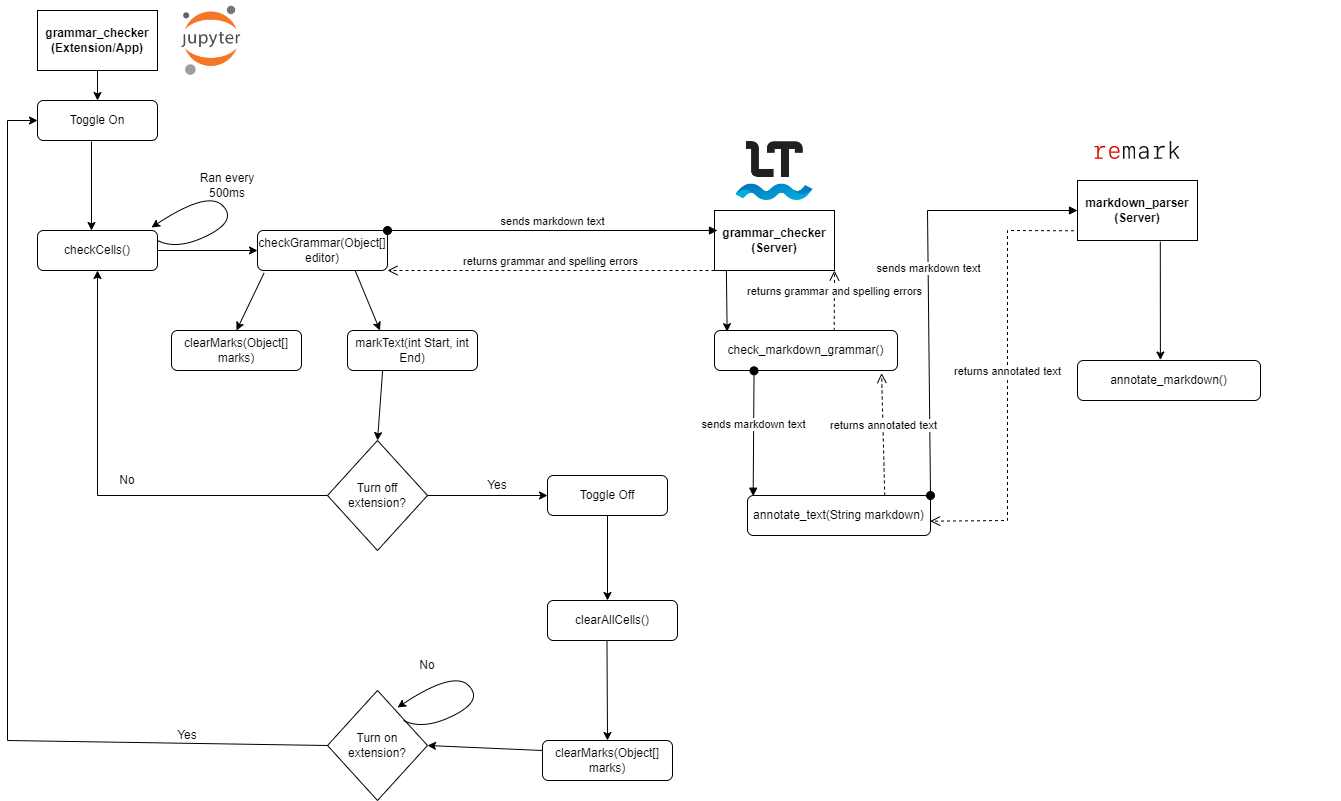 grammar_checker
(Extension/App)
jupyter
Toggle On
Ran every
500ms
checkCells()
checkGrammar(Object[]
editor)
sends markdown text
returns grammar and spelling errors
clearMarks(Object[]
marks)
markText(int Start, int
End)
LT
grammar_checker
(Server)
returns grammar and spelling errors
check_markdown_grammar()
sends markdown text
returns annotated text
annotate_text(String markdown)
remark
markdown_parser
(Server)
sends markdown text
returns annotated text
annotate_markdown()
Turn off
extension?
No
Yes
Toggle Off
clearAllCells()
clearMarks(Object[]
marks)
No
Turn on
extension?
Yes